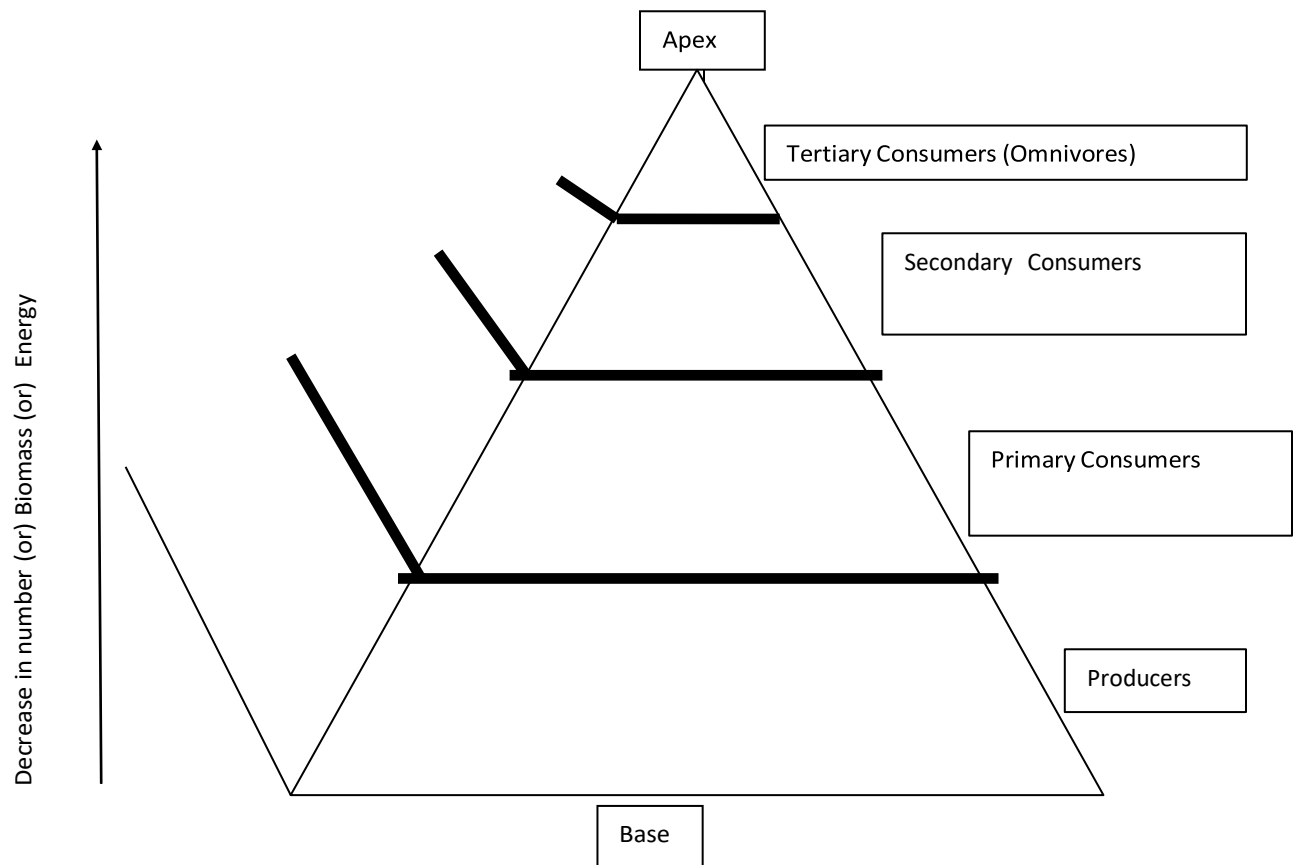 Apex
Tertiary Consumers (Omnivores)
Secondary Consumers
Primary Consumers
Producers
Base
Decrease in number (or) Biomass (or) Energy